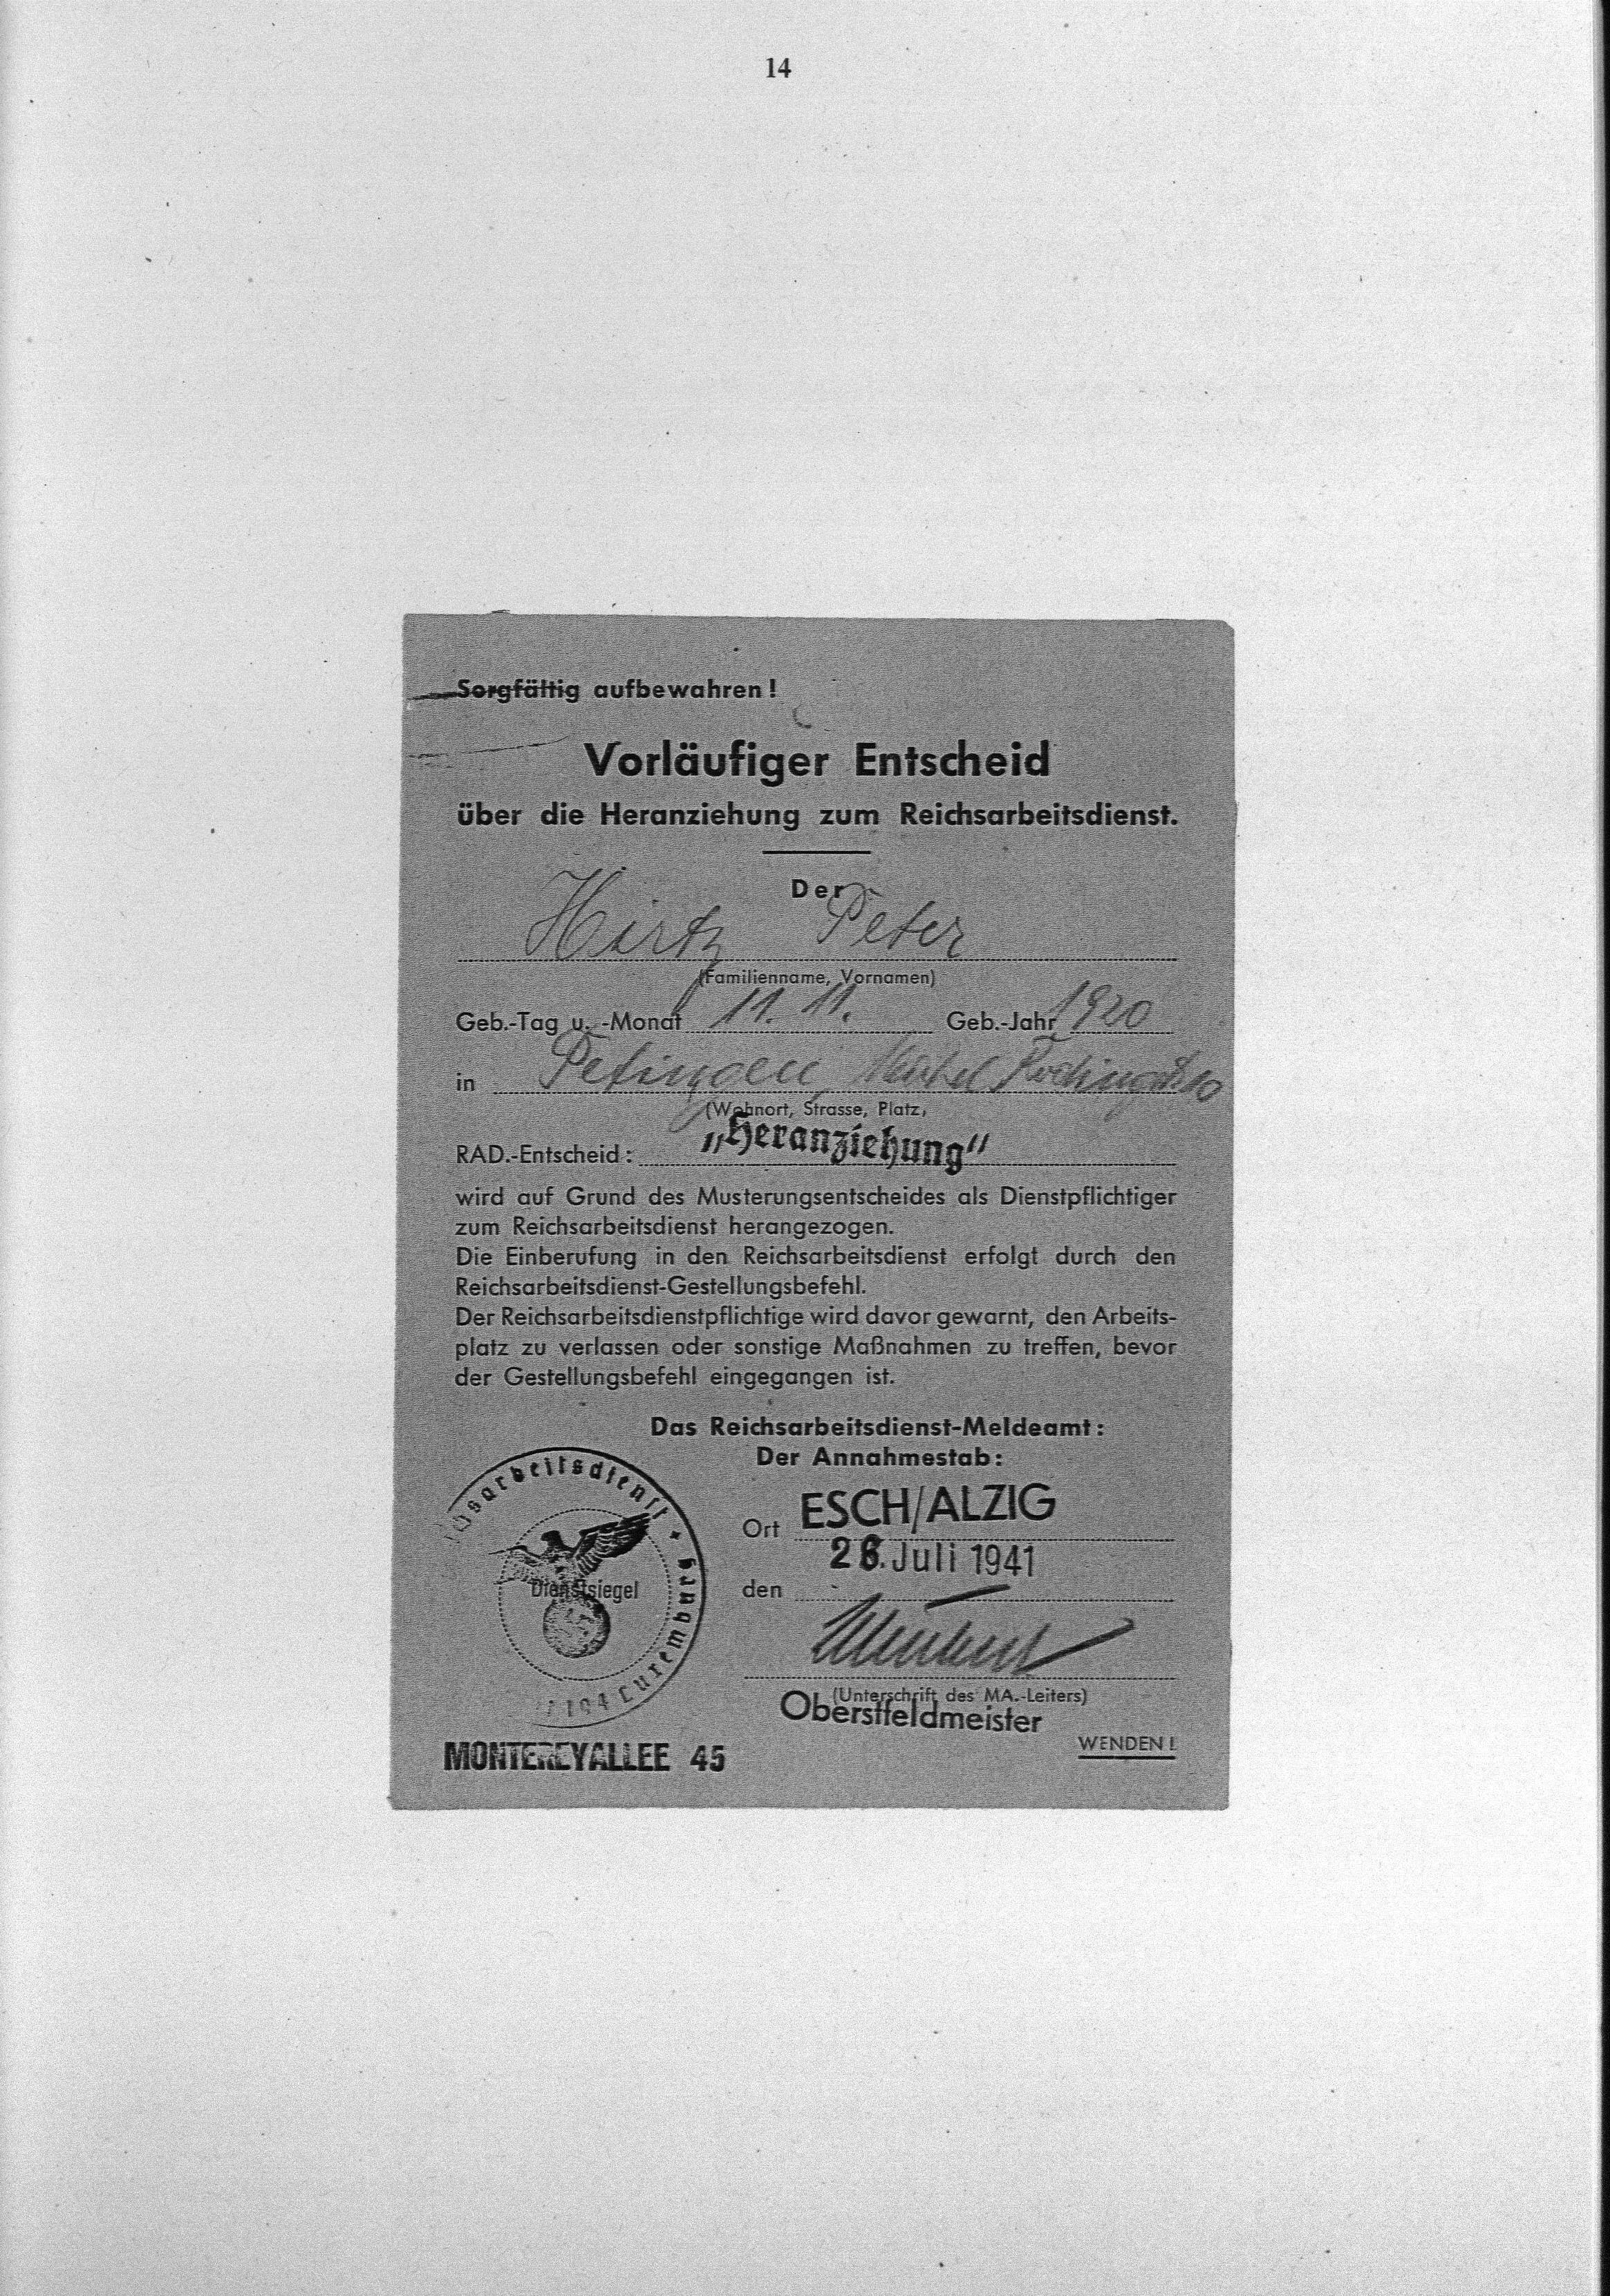 14
Sorgfältig aufbewahren!
Vorläufiger Entscheid
über die Heranziehung zum Reichsarbeitsdienst.
Der
Hirtz Peter
(Familienname, Vornamen)
Geb.-Tag u. -Monat 11. 11. Geb.-Jahr 1920
in Petingen,
(Wohnort, Strasse, Platz,
RAD.-Entscheid: „Heranziehung"
wird auf Grund des Musterungsentscheides als Dienstpflichtiger
zum Reichsarbeitsdienst herangezogen.
Die Einberufung in den Reichsarbeitsdienst erfolgt durch den
Reichsarbeitsdienst-Gestellungsbefehl.
Der Reichsarbeitsdienstpflichtige wird davor gewarnt, den Arbeits-
platz zu verlassen oder sonstige Maßnahmen zu treffen, bevor
der Gestellungsbefehl eingegangen ist.
Das Reichsarbeitsdienst-Meldeamt:
Der Annahmestab:
Ort ESCH/ALZIG
den 26. Juli 1941
Dienstsiegel
Luxemburg
(Unterschrift des MA.-Leiters)
Oberstfeldmeister
WENDEN!
MONTEREYALLEE 45